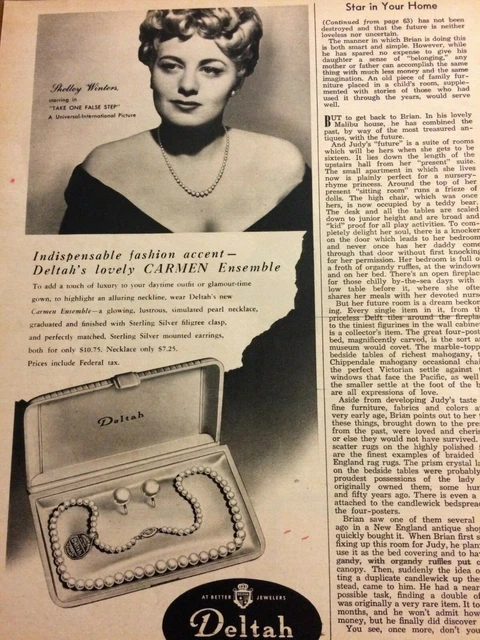 Star in Your Home
Shelley Winters,
starring in
"TAKE ONE FALSE STEP"
A Universal-International Picture
Indispensable fashion accent—
Deltah's lovely CARMEN Ensemble
To add a touch of luxury to your daytime outfit or glamour-time
gown, to highlight an alluring neckline, wear Deltah's new
Carmen Ensemble—a glowing, lustrous, simulated pearl necklace,
graduated and finished with Sterling Silver filigree clasp,
and perfectly matched, Sterling Silver mounted earrings,
both for only $10.75. Necklace only $7.25.
Prices include Federal tax.
Deltah
AT BETTER JEWELERS
Deltah
(Continued from page 63) has not been
destroyed and that the future is neither
loveless nor uncertain.
The manner in which Brian is doing this
is both smart and simple. However, while
he has spared no expense to give his
daughter a sense of "belonging," any
mother or father can accomplish the same
thing with much less money and the same
imagination. An old piece of family fur-
niture placed in a child's room, supple-
mented with stories of those who had
used it through the years, would serve
well.
BUT to get back to Brian. In his lovely
Malibu house, he has combined the
past, by way of the most treasured an-
tiques, with the future.
And Judy's "future" is a suite of rooms
which will be hers when she gets to be
sixteen. It lies down the length of the
upstairs hall from her "present" suite.
The small apartment in which she lives
now is plainly perfect for a nursery-
rhyme princess. Around the top of her
present "sitting room" runs a frieze of
dolls. The high chair, which was once
hers, is now occupied by a teddy bear.
The desk and all the tables are scaled
down to junior height and are broad and
"kid" proof for all play activities. To com-
pletely delight her soul, there is a knocker
on the door which leads to her bedroom
and never once has her daddy come
through that door without first knocking
for her permission. Her bedroom is full o
a froth of organdy ruffles, at the windows
and on her bed. There's an open fireplac
for those chilly by-the-sea days with
low table before it, where she ofte
shares her meals with her devoted nurse
But her future room is a dream beckon
ing. Every single item in it, from th
priceless Delft tiles around the fireplac
to the tiniest figurines in the wall cabinet
is a collector's item. The great four-poste
bed, magnificently carved, is the sort a
museum would covet. The marble-topp
bedside tables of richest mahogany, t
Chippendale mahogany occasional chair
the perfect Victorian settle against t
windows that face the Pacific, as well
the smaller settle at the foot of the b
are all expressions of love.
Aside from developing Judy's taste
fine furniture, fabrics and colors a
very early age, Brian points out to her
these things, brought down to the pre
from the past, were loved and cheris
or else they would not have survived.
scatter rugs on the highly polished
are the finest examples of braided
England rag rugs. The prism crystal la
on the bedside tables were probably
proudest possessions of the lady
originally owned them, some hun
and fifty years ago. There is even a
attached to the candlewick bedsprea
the four-posters.
Brian saw one of them several
ago in a New England antique shop
quickly bought it. When Brian first s
fixing up this room for Judy, he plan
use it as the bed covering and to hav
gandy, with organdy ruffles put o
canopy. Then, suddenly the idea o
ting a duplicate candlewick up the
stead, came to him. He had a near
possible task, finding a double of
was originally a very rare item. It to
months, and he won't admit how
money, but he finally did discover
You see, once more, don't you